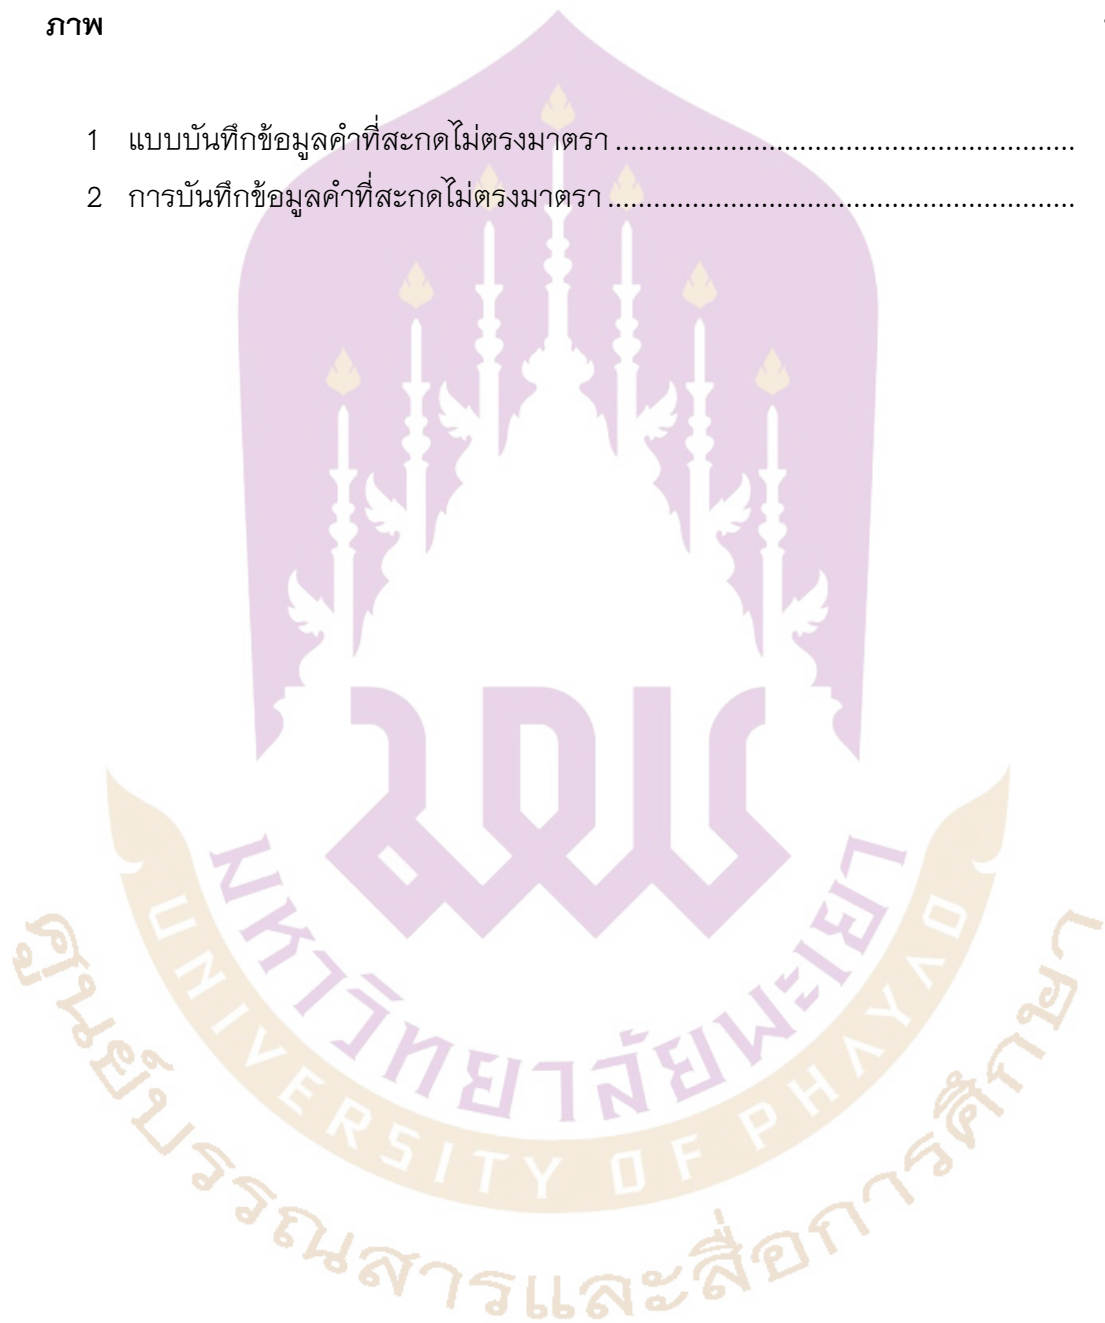 ภาพ
1 แบบบันทึกข้อมูลคำที่สะกดไม่ตรงมาตรา ............................................................
2 การบันทึกข้อมูลคำที่สะกดไม่ตรงมาตรา .............................................................
มพ
มหาวิทยาลัยพะเยา
UNIVERSITY OF PHAYAO
ศูนย์บรรณสารและสื่อการศึกษา